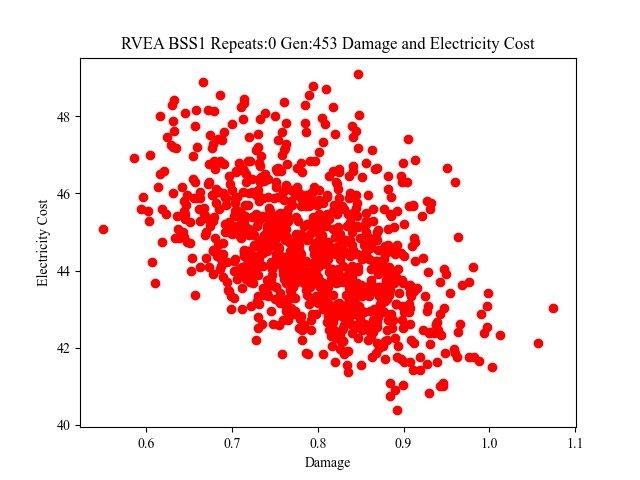 RVEA BSS1 Repeats:0 Gen:453 Damage and Electricity Cost
48
46
44
42
40
Electricity Cost
0.6 0.7 0.8 0.9 1.0 1.1
Damage